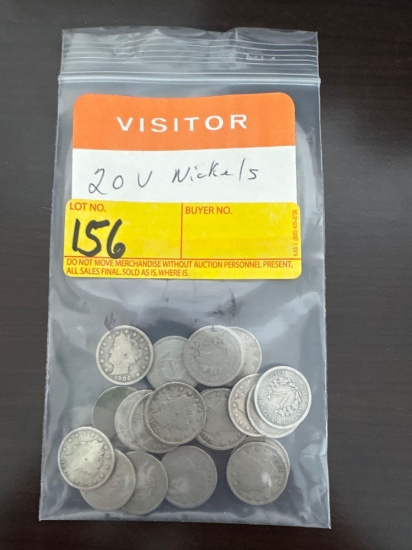 VISITOR
20 V Nickels
LOT NO.
156
BUYER NO.
DO NOT MOVE MERCHANDISE WITHOUT AUCTION PERSONNEL PRESENT.
ALL SALES FINAL. SOLD AS IS, WHERE IS.